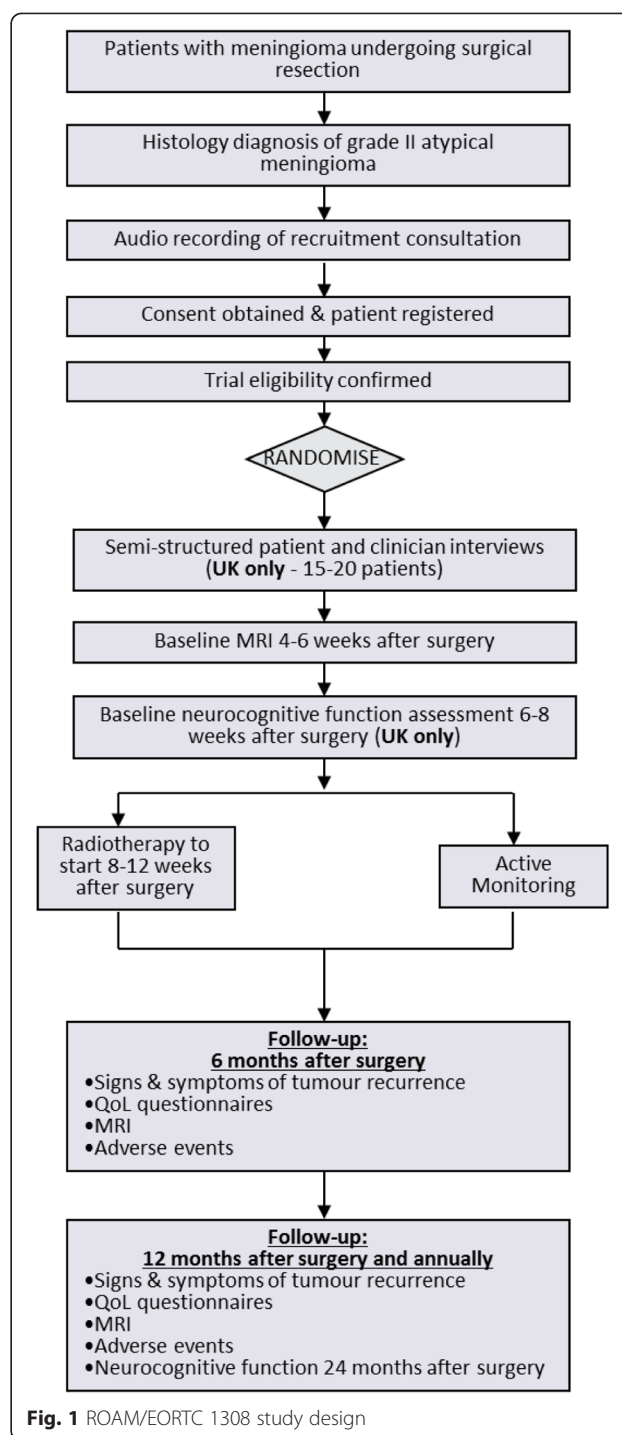 Patients with meningioma undergoing surgical
resection
Histology diagnosis of grade II atypical
meningioma
Audio recording of recruitment consultation
Consent obtained & patient registered
Trial eligibility confirmed
RANDOMISE
Semi-structured patient and clinician interviews
(UK only - 15-20 patients)
Baseline MRI 4-6 weeks after surgery
Baseline neurocognitive function assessment 6-8
weeks after surgery (UK only)
Radiotherapy to
start 8-12 weeks
after surgery
Active
Monitoring
Follow-up:
6 months after surgery
•Signs & symptoms of tumour recurrence
•QoL questionnaires
•MRI
•Adverse events
Follow-up:
12 months after surgery and annually
•Signs & symptoms of tumour recurrence
•QoL questionnaires
•MRI
•Adverse events
•Neurocognitive function 24 months after surgery
Fig. 1 ROAM/EORTC 1308 study design